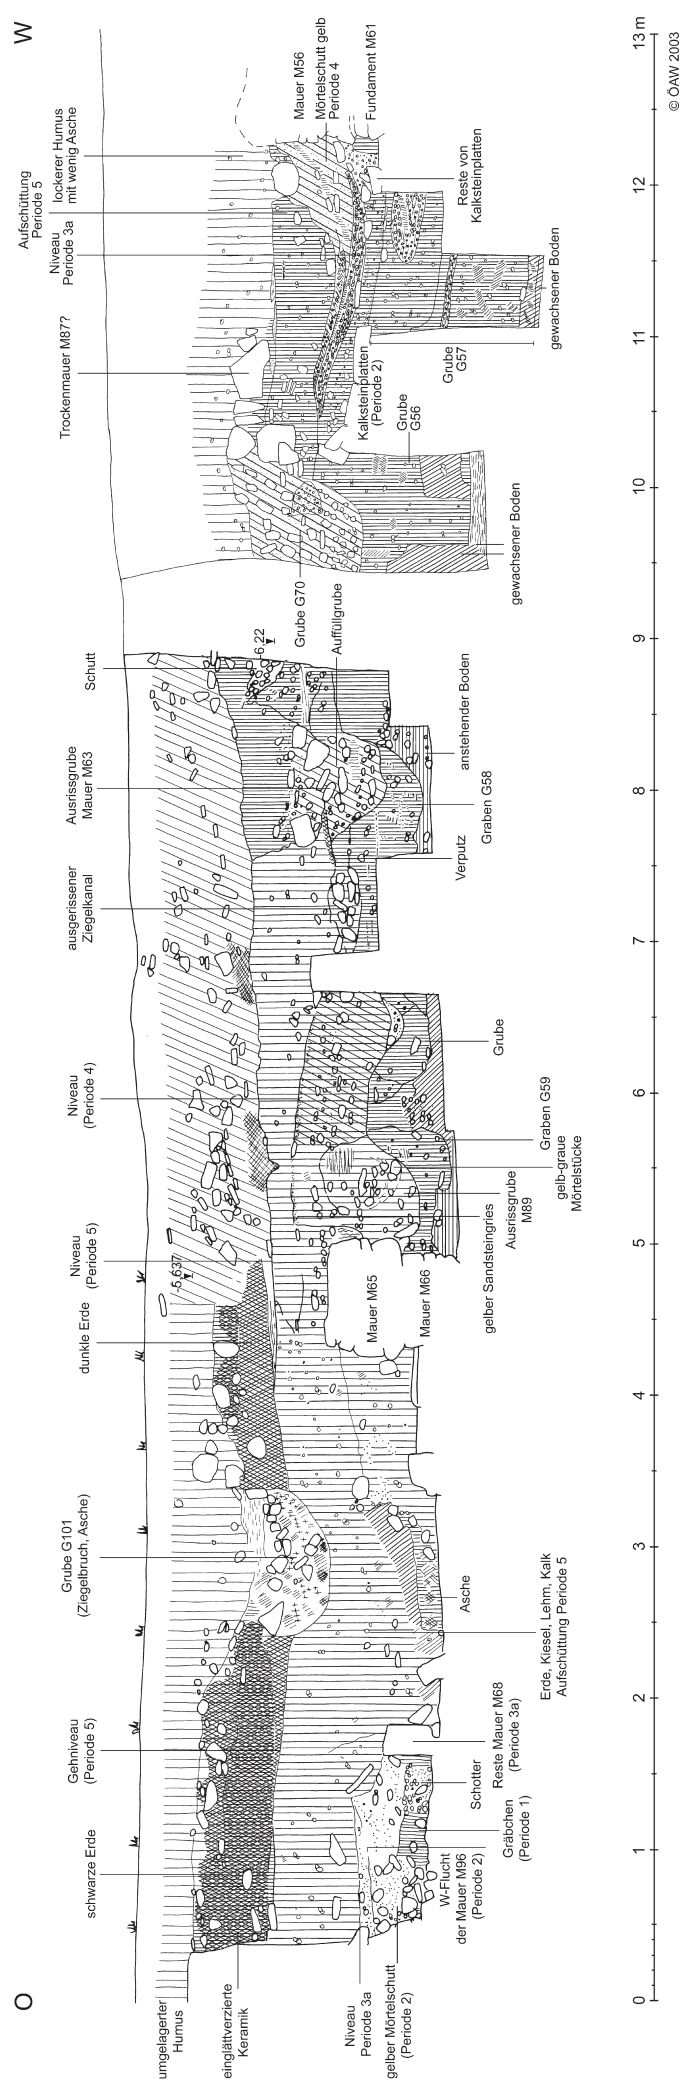 O
W
umgelagerter
Humus
einglättverzierte
Keramik
Niveau
Periode 3a
gelber Mörtelschutt
(Periode 2)
schwarze Erde
Gehniveau
(Periode 5)
Grube G101
(Ziegelbruch, Asche)
dunkle Erde
Niveau
(Periode 5)
-5,637
Niveau
(Periode 4)
ausgerissener
Ziegelkanal
Ausrissgrube
Mauer M63
Schutt
-6,22
Trockenmauer M87?
Niveau
Periode 3a
Aufschüttung
Periode 5
lockerer Humus
mit wenig Asche
Mauer M56
Mörtelschutt gelb
Periode 4
Fundament M61
W-Flucht
der Mauer M96
(Periode 2)
Gräbchen
(Periode 1)
Schotter
Reste Mauer M68
(Periode 3a)
Erde, Kiesel, Lehm, Kalk
Aufschüttung Periode 5
Asche
Mauer M65
Mauer M66
gelber Sandsteingries
Ausrissgrube
M89
gelb-graue
Mörtelstücke
Graben G59
Grube
Verputz
Graben G58
anstehender Boden
Auffüllgrube
Grube G70
gewachsener Boden
Grube
G56
Kalksteinplatten
(Periode 2)
Grube
G57
gewachsener Boden
Reste von
Kalksteinplatten
0 1 2 3 4 5 6 7 8 9 10 11 12 13 m
© ÖAW 2003